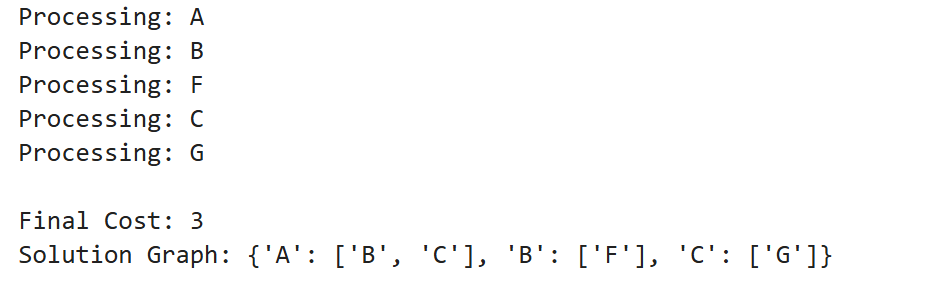 Processing: A
Processing: B
Processing: F
Processing: C
Processing: G
Final Cost: 3
Solution Graph: {'A': ['B', 'C'], 'B': ['F'], 'C': ['G']}